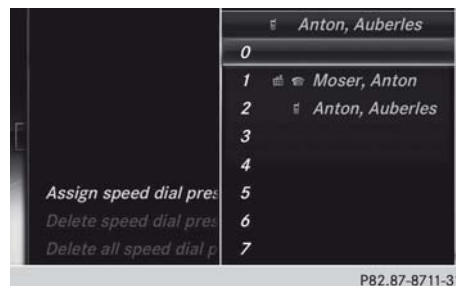 Anton, Auberles
0
1 Moser, Anton
2 Anton, Auberles
3
4
Assign speed dial pres 5
Delete speed dial pres 6
Delete all speed dial p 7
P82.87-8711-31